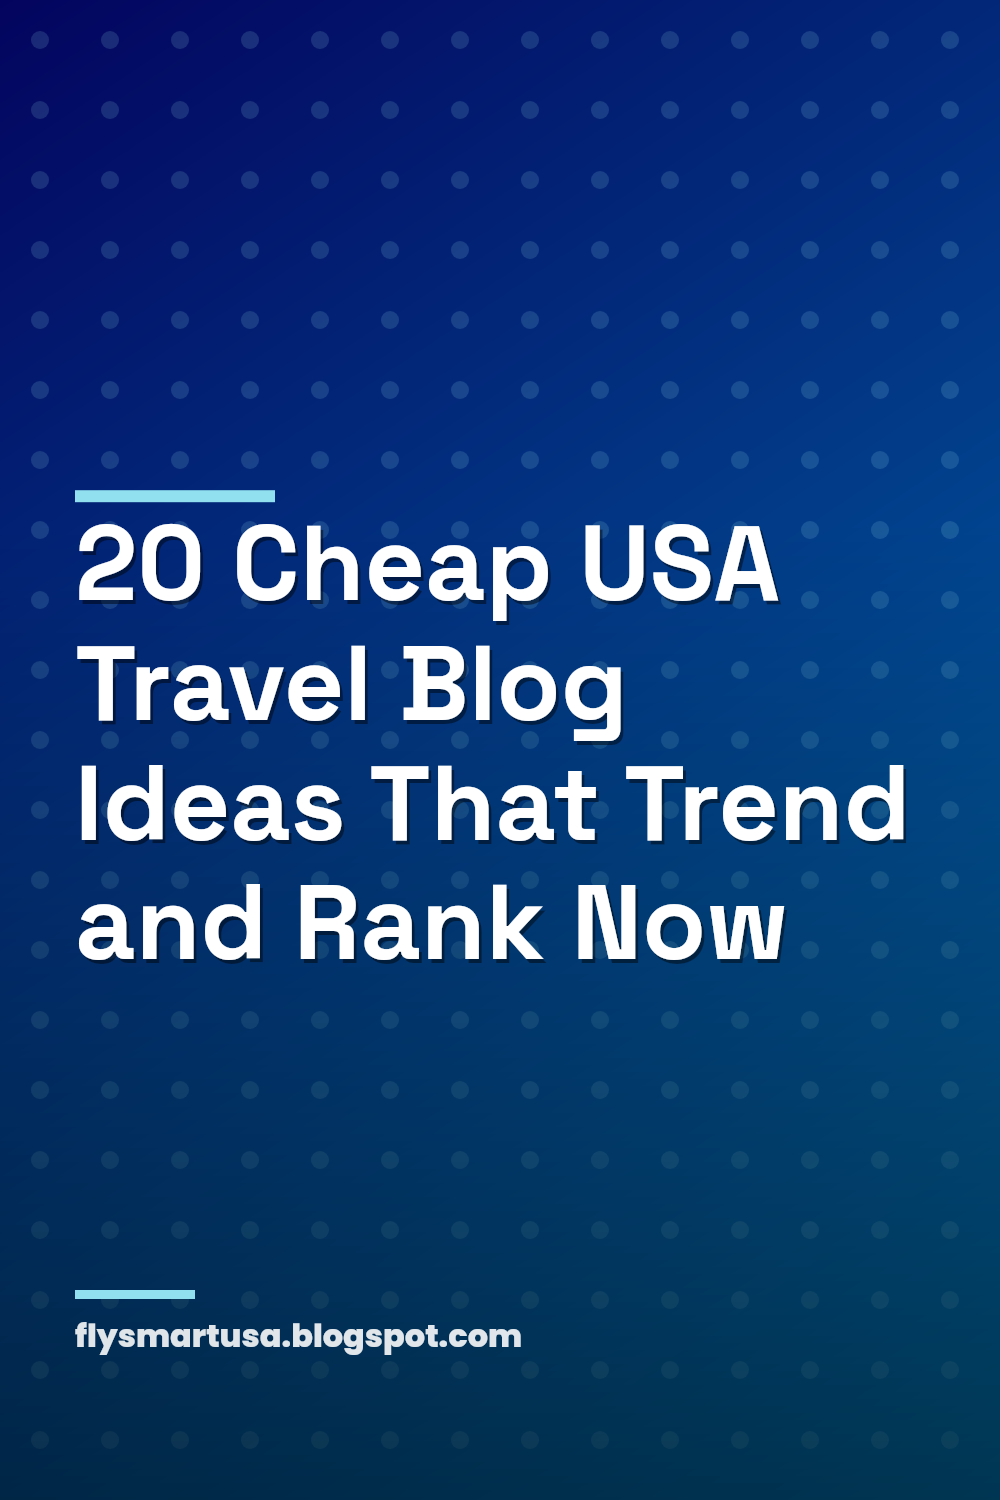 20 Cheap USA
Travel Blog
Ideas That Trend
and Rank Now
flysmartusa.blogspot.com